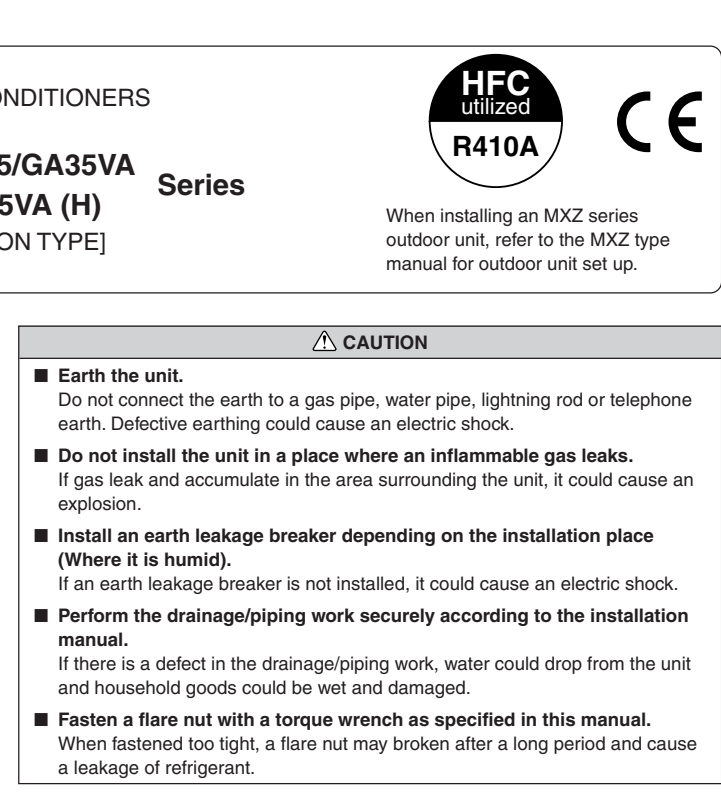 ONDITIONERS
5/GA35VA
5VA (H)
Series
ON TYPE]
HFC
utilized
R410A
CE
When installing an MXZ series
outdoor unit, refer to the MXZ type
manual for outdoor unit set up.
CAUTION
■ Earth the unit.
Do not connect the earth to a gas pipe, water pipe, lightning rod or telephone
earth. Defective earthing could cause an electric shock.
■ Do not install the unit in a place where an inflammable gas leaks.
If gas leak and accumulate in the area surrounding the unit, it could cause an
explosion.
■ Install an earth leakage breaker depending on the installation place
(Where it is humid).
If an earth leakage breaker is not installed, it could cause an electric shock.
■ Perform the drainage/piping work securely according to the installation
manual.
If there is a defect in the drainage/piping work, water could drop from the unit
and household goods could be wet and damaged.
■ Fasten a flare nut with a torque wrench as specified in this manual.
When fastened too tight, a flare nut may broken after a long period and cause
a leakage of refrigerant.